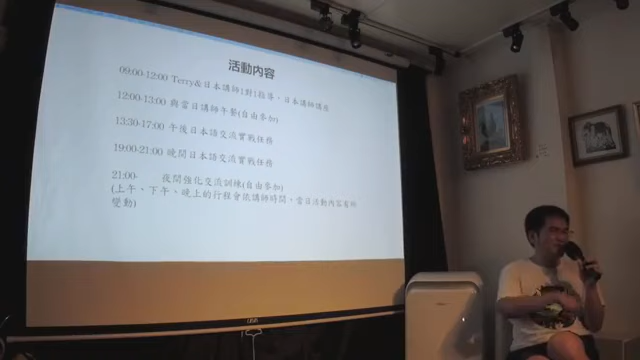 活動內容
09:00-12:00 Terry&日本講師1對1指導、日本講師講座
12:00-13:00 與當日講師午餐(自由參加)
13:30-17:00 午後日本語交流實戰任務
19:00-21:00 晚間日本語交流實戰任務
21:00- 夜間強化交流訓練(自由參加)
(上午、下午、晚上的行程會依講師時間、當日活動內容有所
變動)